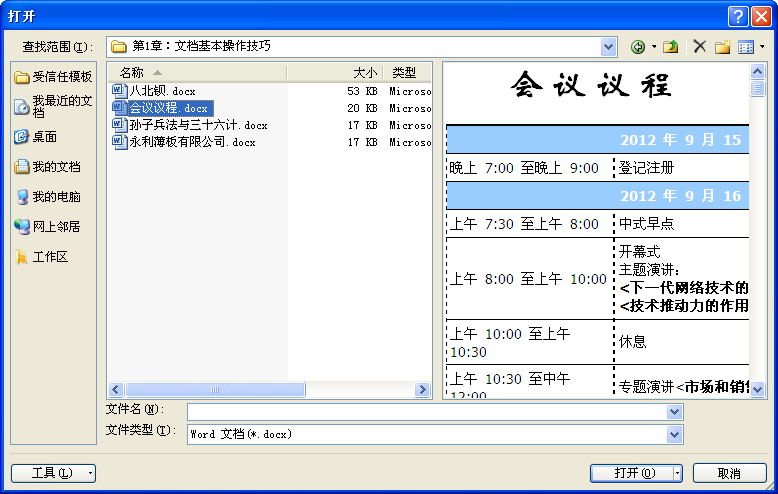 打开
查找范围(I):
第1章：文档基本操作技巧
受信任模板
我最近的文档
桌面
我的文档
我的电脑
网上邻居
工作区
名称 大小 类型
八北钡.docx 53 KB Microso
会议议程.docx 20 KB Microso
孙子兵法与三十六计.docx 17 KB Microso
永利薄板有限公司.docx 17 KB Microso
会议议程
2012 年 9 月 15
晚上 7:00 至晚上 9:00 登记注册
2012 年 9 月 16
上午 7:30 至上午 8:00 中式早点
上午 8:00 至上午 10:00
开幕式
主题演讲:
<下一代网络技术的
<技术推动力的作用
上午 10:00 至上午
10:30
休息
上午 10:30 至中午
12:00
专题演讲<市场和销售
文件名(N):
文件类型(T):
Word 文档(*.docx)
工具(L)
打开(O)
取消